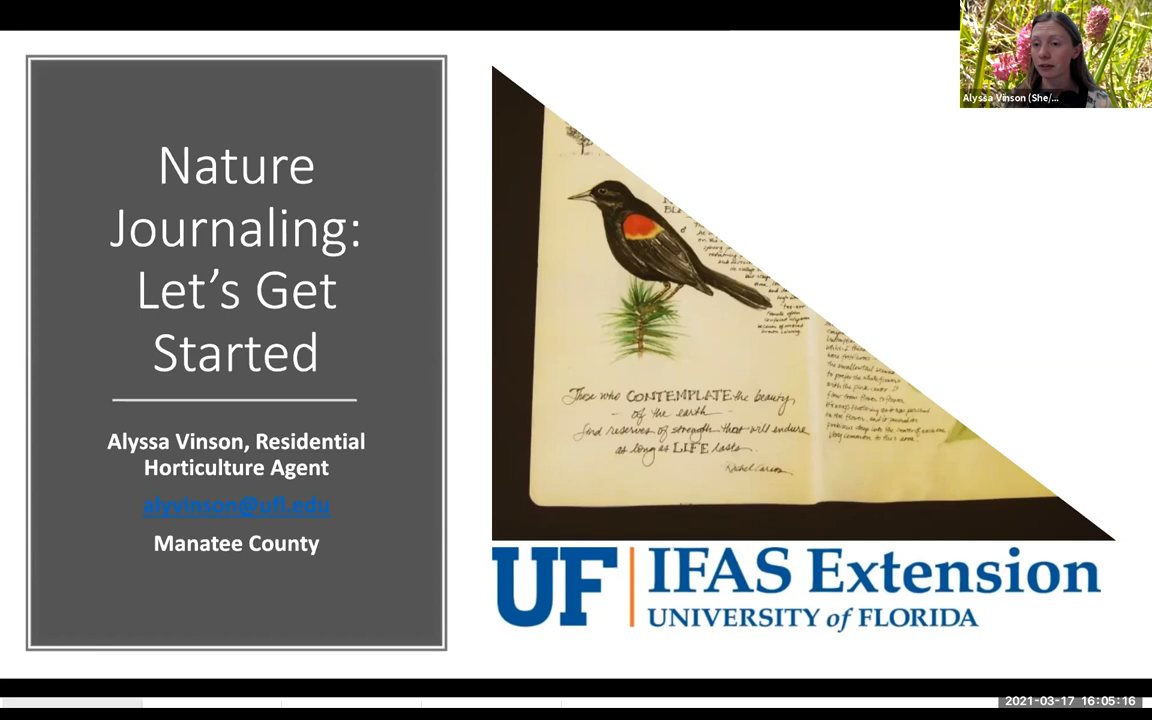 Nature
Journaling:
Let's Get
Started
Alyssa Vinson, Residential
Horticulture Agent
alyvinson@ufl.edu
Manatee County
Those who CONTEMPLATE the beauty
- of the earth -
find reserves of strength that will endure
as long as LIFE lasts.
Rachel Carson
UF IFAS Extension
UNIVERSITY of FLORIDA
Alyssa Vinson (She/...
2021-03-17 16:05:16